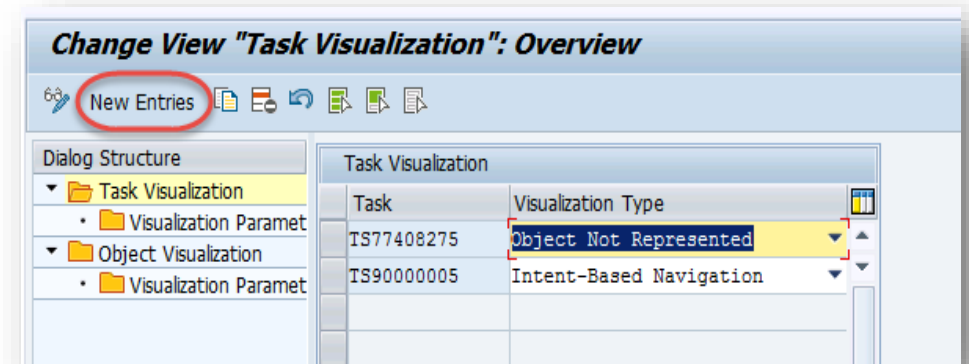 Change View "Task Visualization": Overview
New Entries
Dialog Structure
Task Visualization
Visualization Paramet
Object Visualization
Visualization Paramet
Task Visualization
Task Visualization Type
TS77408275 Object Not Represented
TS90000005 Intent-Based Navigation